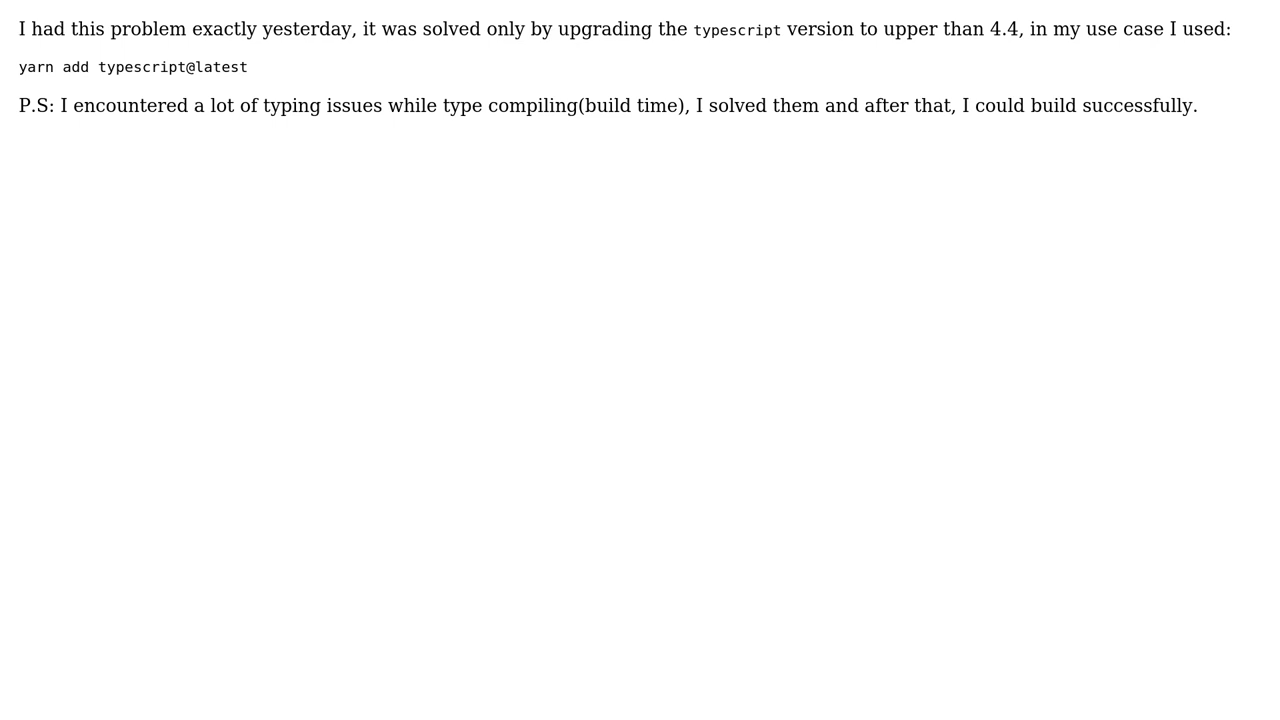 I had this problem exactly yesterday, it was solved only by upgrading the typescript version to upper than 4.4, in my use case I used:
yarn add typescript@latest
P.S: I encountered a lot of typing issues while type compiling(build time), I solved them and after that, I could build successfully.